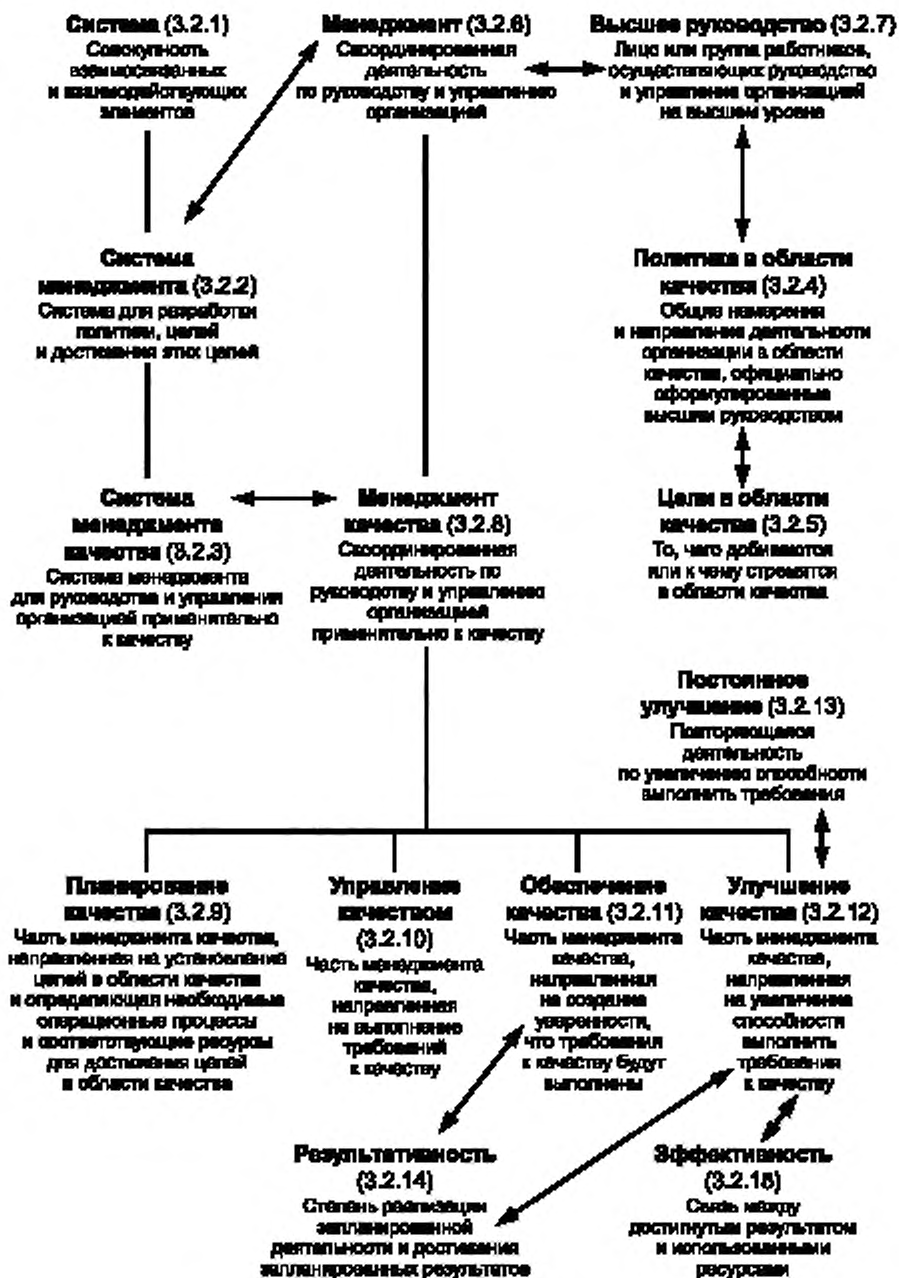 Система (3.2.1)
Совокупность
взаимосвязанных
и взаимодействующих
элементов
Менеджмент (3.2.6)
Скоординированная
деятельность
по руководству и управлению
организацией
Высшее руководство (3.2.7)
Лицо или группа работников,
осуществляющих руководство
и управление организацией
на высшем уровне
Система
менеджмента (3.2.2)
Система для разработки
политики, целей
и достижения этих целей
Политика в области
качества (3.2.4)
Общие намерения
и направление деятельности
организации в области
качества, официально
сформулированные
высшим руководством
Система
менеджмента
качества (3.2.3)
Система менеджмента
для руководства и управления
организацией применительно
к качеству
Менеджмент
качества (3.2.8)
Скоординированная
деятельность по
руководству и управлению
организацией
применительно к качеству
Цели в области
качества (3.2.5)
То, чего добиваются
или к чему стремятся
в области качества
Постоянное
улучшение (3.2.13)
Повторяющаяся
деятельность
по увеличению способности
выполнить требования
Планирование
качества (3.2.9)
Часть менеджмента качества,
направленная на установление
целей в области качества
и определяющая необходимые
операционные процессы
и соответствующие ресурсы
для достижения целей
в области качества
Управление
качеством
(3.2.10)
Часть менеджмента
качества,
направленная
на выполнение
требований
к качеству
Обеспечение
качества (3.2.11)
Часть менеджмента
качества,
направленная
на создание
уверенности,
что требования
к качеству будут
выполнены
Улучшение
качества (3.2.12)
Часть менеджмента
качества,
направленная
на увеличение
способности
выполнить
требования
к качеству
Результативность
(3.2.14)
Степень реализации
запланированной
деятельности и достижения
запланированных результатов
Эффективность
(3.2.15)
Связь между
достигнутым результатом
и использованными
ресурсами